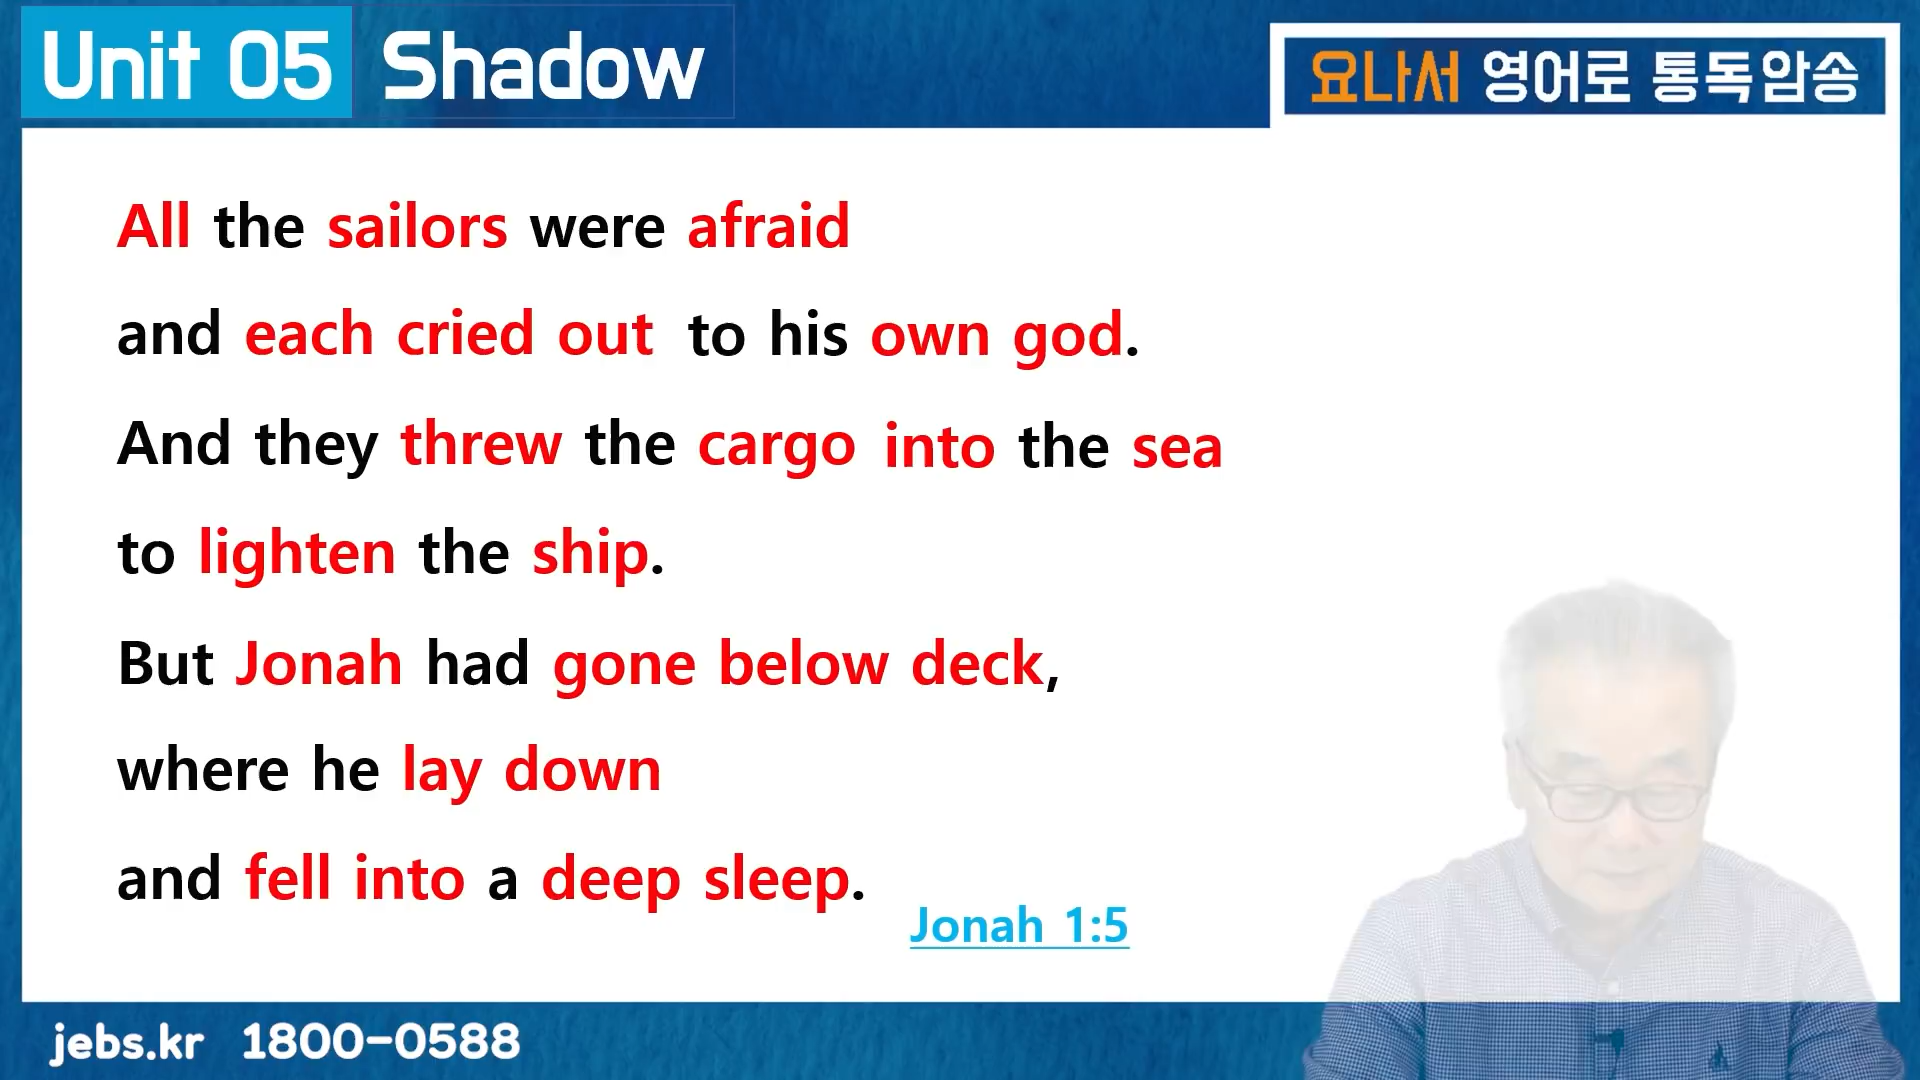 Unit 05 Shadow
요나서 영어로 통독암송
All the sailors were afraid
and each cried out to his own god.
And they threw the cargo into the sea
to lighten the ship.
But Jonah had gone below deck,
where he lay down
and fell into a deep sleep.
Jonah 1:5
jebs.kr 1800-0588